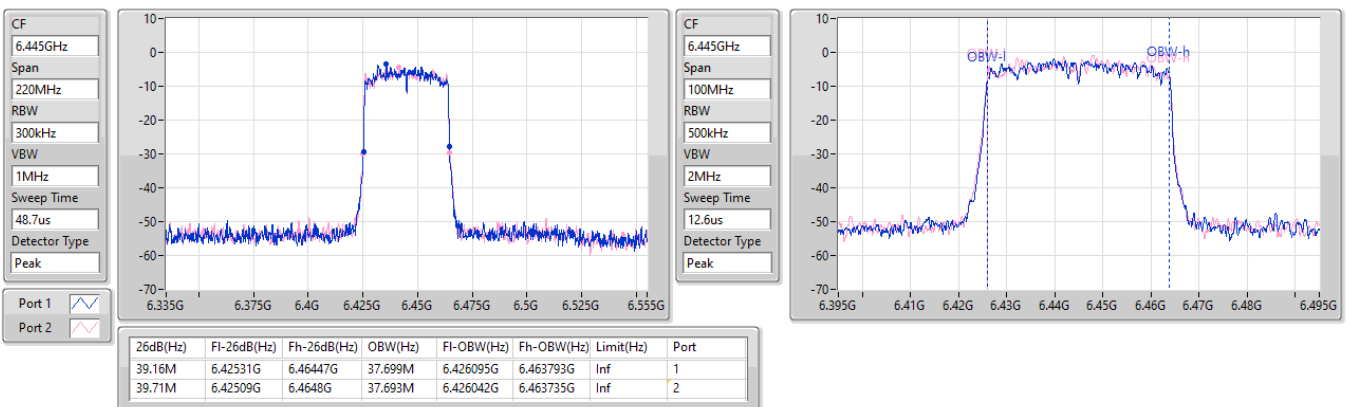 CF
6.445GHz
Span
220MHz
RBW
300kHz
VBW
1MHz
Sweep Time
48.7us
Detector Type
Peak
Port 1
Port 2
10
0
-10
-20
-30
-40
-50
-60
-70
6.335G 6.375G 6.4G 6.425G 6.45G 6.475G 6.5G 6.525G 6.555G
CF
6.445GHz
Span
100MHz
RBW
500kHz
VBW
2MHz
Sweep Time
12.6us
Detector Type
Peak
10
0
-10
-20
-30
-40
-50
-60
-70
OBW-l OBW-h
OBW-h
6.395G 6.41G 6.42G 6.43G 6.44G 6.45G 6.46G 6.47G 6.48G 6.495G
26dB(Hz) Fl-26dB(Hz) Fh-26dB(Hz) OBW(Hz) Fl-OBW(Hz) Fh-OBW(Hz) Limit(Hz) Port
39.16M 6.42531G 6.46447G 37.699M 6.426095G 6.463793G Inf 1
39.71M 6.42509G 6.4648G 37.693M 6.426042G 6.463735G Inf 2